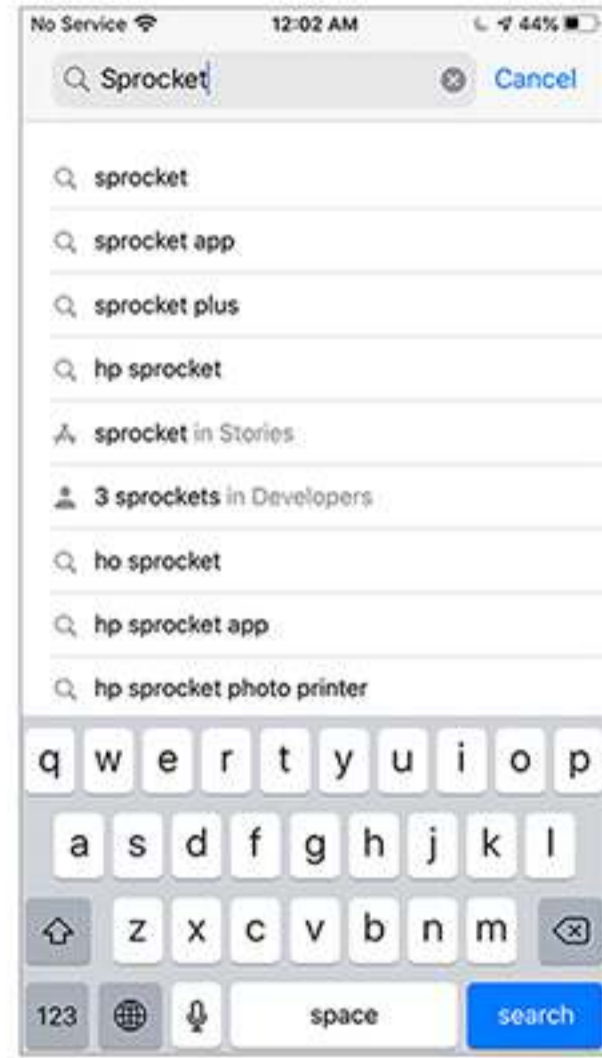 No Service 12:02 AM 44%
Sprocket Cancel
sprocket
sprocket app
sprocket plus
hp sprocket
sprocket in Stories
3 sprockets in Developers
ho sprocket
hp sprocket app
hp sprocket photo printer
q w e r t y u i o p
a s d f g h j k l
z x c v b n m
123 space search